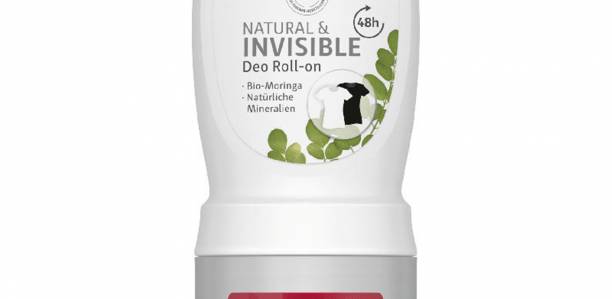 48h
NATURAL &
INVISIBLE
Deo Roll-on
· Bio-Moringa
· Natürliche
Mineralien